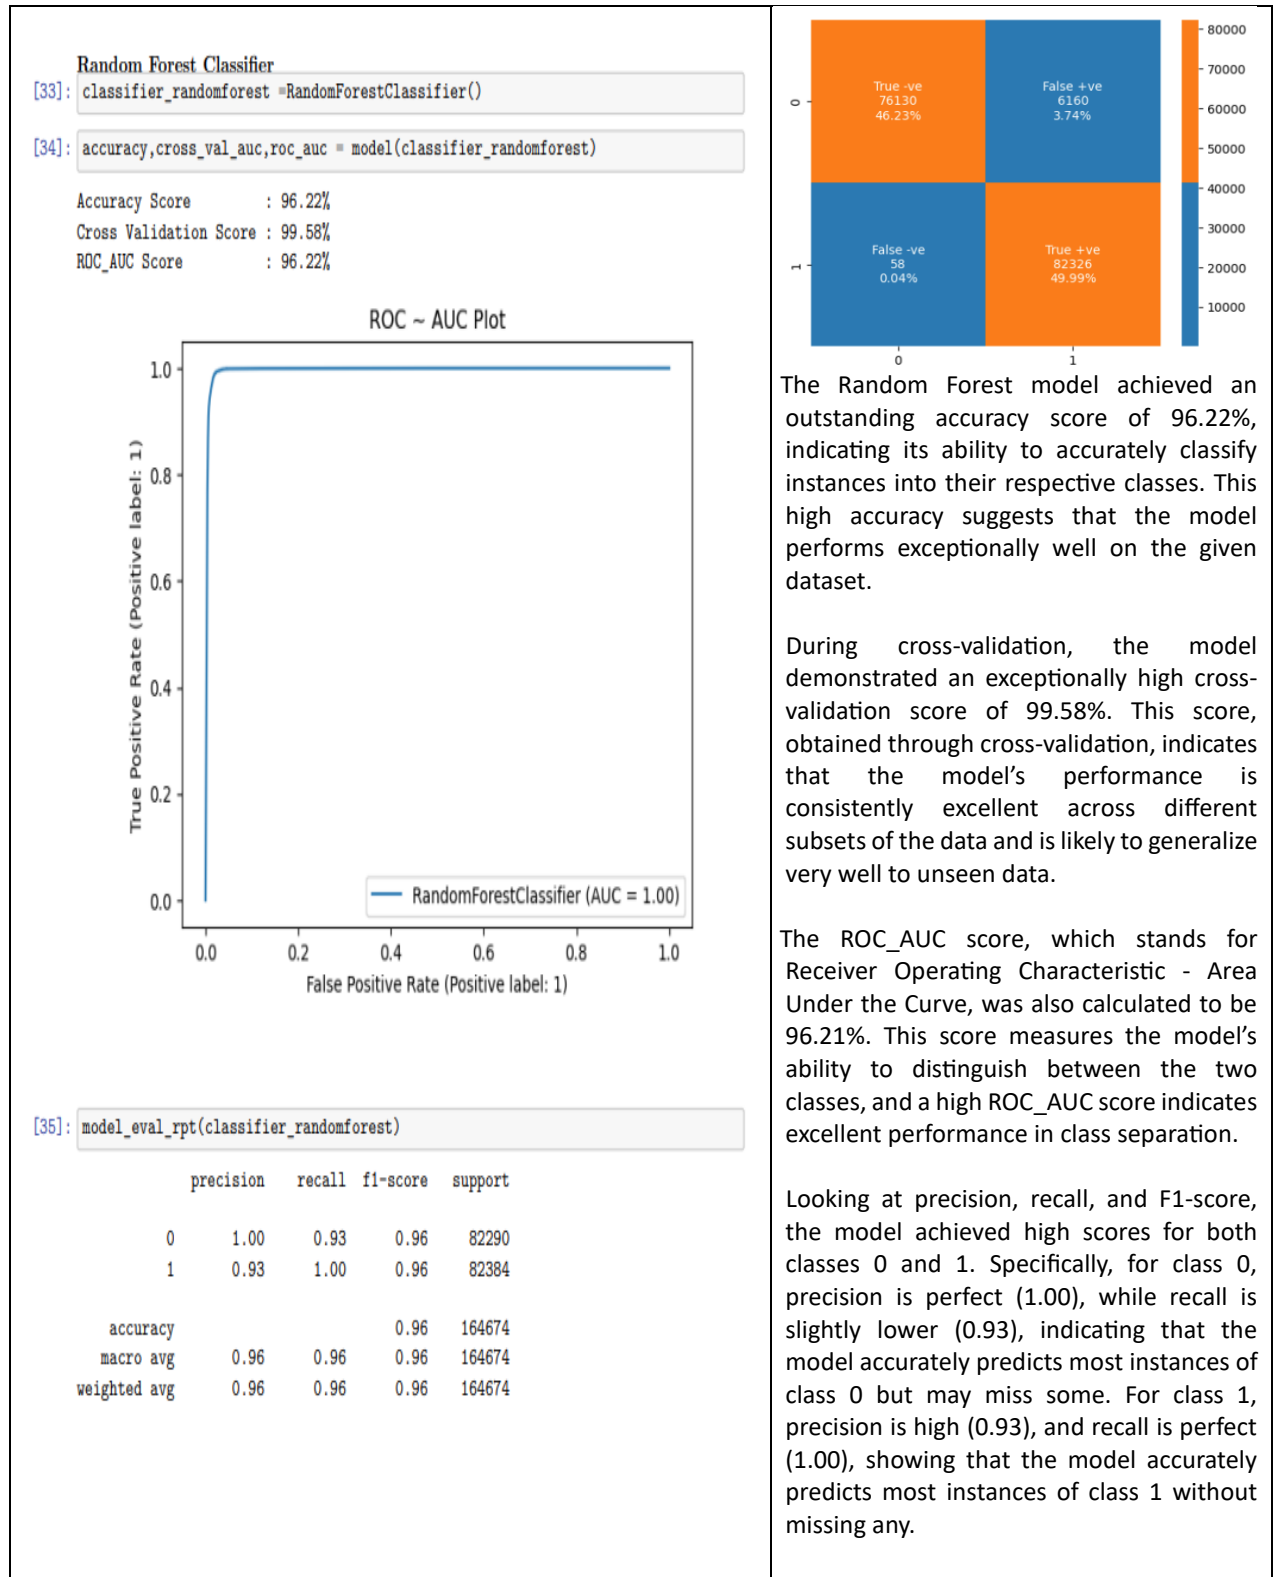 Random Forest Classifier
[33]: classifier_randomforest =RandomForestClassifier()
[34]: accuracy,cross_val_auc,roc_auc = model(classifier_randomforest)
Accuracy Score : 96.22%
Cross Validation Score : 99.58%
ROC_AUC Score : 96.22%
ROC ~ AUC Plot
True Positive Rate (Positive label: 1)
1.0
0.8
0.6
0.4
0.2
0.0
RandomForestClassifier (AUC = 1.00)
0.0 0.2 0.4 0.6 0.8 1.0
False Positive Rate (Positive label: 1)
[35]: model_eval_rpt(classifier_randomforest)
precision recall f1-score support
0 1.00 0.93 0.96 82290
1 0.93 1.00 0.96 82384
accuracy 0.96 164674
macro avg 0.96 0.96 0.96 164674
weighted avg 0.96 0.96 0.96 164674
0
True -ve
76130
46.23%
False +ve
6160
3.74%
1
False -ve
58
0.04%
True +ve
82326
49.99%
0 1
80000
70000
60000
50000
40000
30000
20000
10000
The Random Forest model achieved an
outstanding accuracy score of 96.22%,
indicating its ability to accurately classify
instances into their respective classes. This
high accuracy suggests that the model
performs exceptionally well on the given
dataset.
During cross-validation, the model
demonstrated an exceptionally high cross-
validation score of 99.58%. This score,
obtained through cross-validation, indicates
that the model’s performance is
consistently excellent across different
subsets of the data and is likely to generalize
very well to unseen data.
The ROC_AUC score, which stands for
Receiver Operating Characteristic - Area
Under the Curve, was also calculated to be
96.21%. This score measures the model’s
ability to distinguish between the two
classes, and a high ROC_AUC score indicates
excellent performance in class separation.
Looking at precision, recall, and F1-score,
the model achieved high scores for both
classes 0 and 1. Specifically, for class 0,
precision is perfect (1.00), while recall is
slightly lower (0.93), indicating that the
model accurately predicts most instances of
class 0 but may miss some. For class 1,
precision is high (0.93), and recall is perfect
(1.00), showing that the model accurately
predicts most instances of class 1 without
missing any.